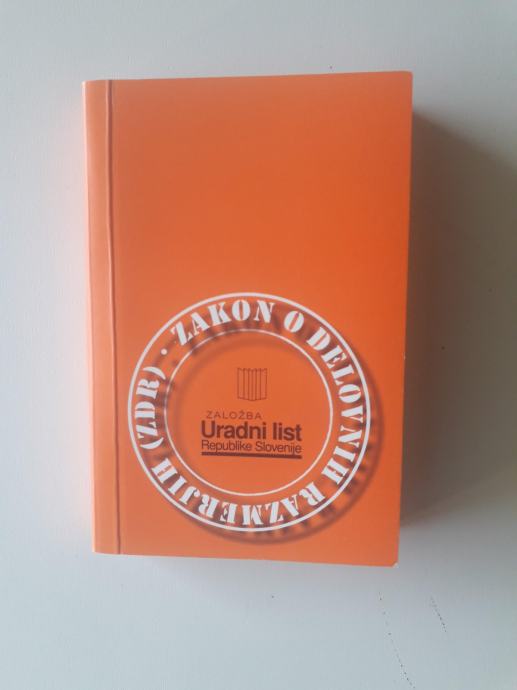 ZAKON O DELOVNIH RAZMERJIH (ZDR) ·
ZALOŽBA
Uradni list
Republike Slovenije